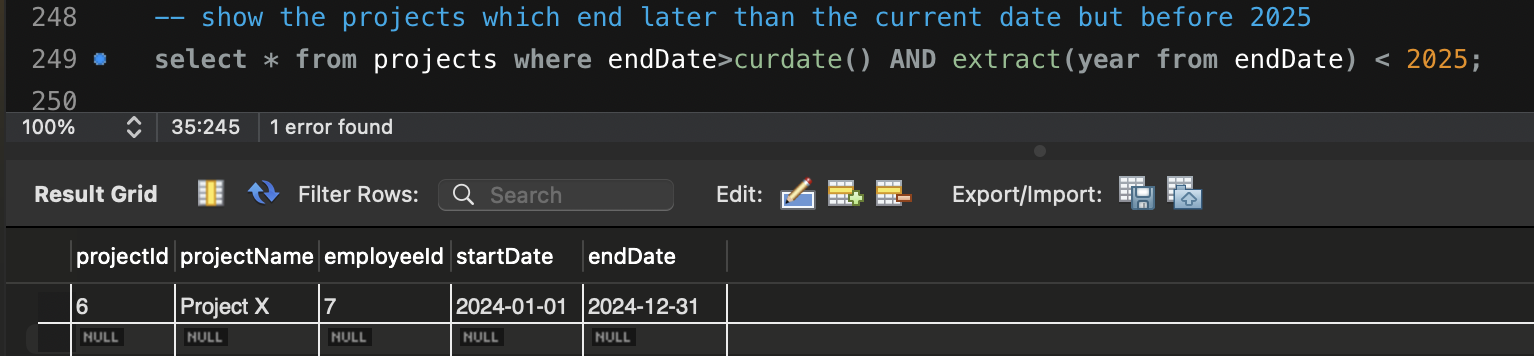 248 -- show the projects which end later than the current date but before 2025
249 select * from projects where endDate>curdate() AND extract(year from endDate) < 2025;
250
100% 35:245 1 error found
Result Grid Filter Rows: Search Edit: Export/Import:
projectId projectName employeeId startDate endDate
6 Project X 7 2024-01-01 2024-12-31
NULL NULL NULL NULL NULL